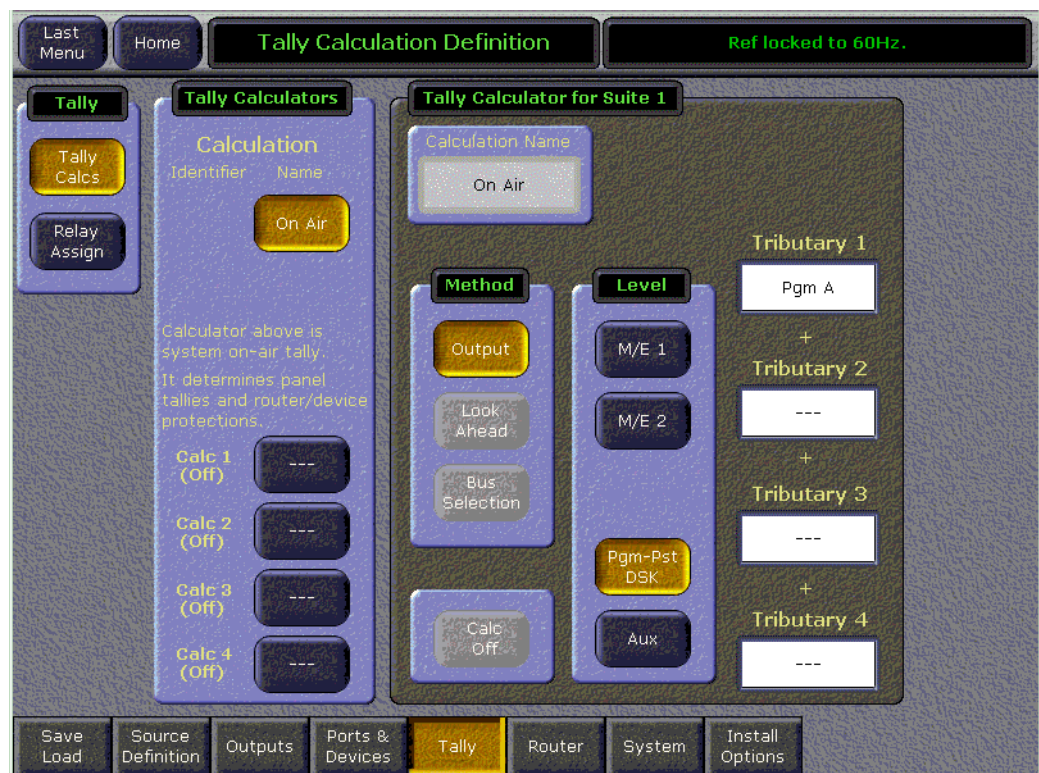 Last
Menu
Home
Tally Calculation Definition
Ref locked to 60Hz.
Tally
Tally
Calcs
Relay
Assign
Tally Calculators
Calculation
Identifier Name
On Air
Calculator above is
system on-air tally.
It determines panel
tallies and router/device
protections.
Calc 1
(Off)
---
Calc 2
(Off)
---
Calc 3
(Off)
---
Calc 4
(Off)
---
Tally Calculator for Suite 1
Calculation Name
On Air
Method
Output
Look
Ahead
Bus
Selection
Calc
Off
Level
M/E 1
M/E 2
Pgm-Pst
DSK
Aux
Tributary 1
Pgm A
+
Tributary 2
---
+
Tributary 3
---
+
Tributary 4
---
Save
Load
Source
Definition
Outputs
Ports &
Devices
Tally
Router
System
Install
Options